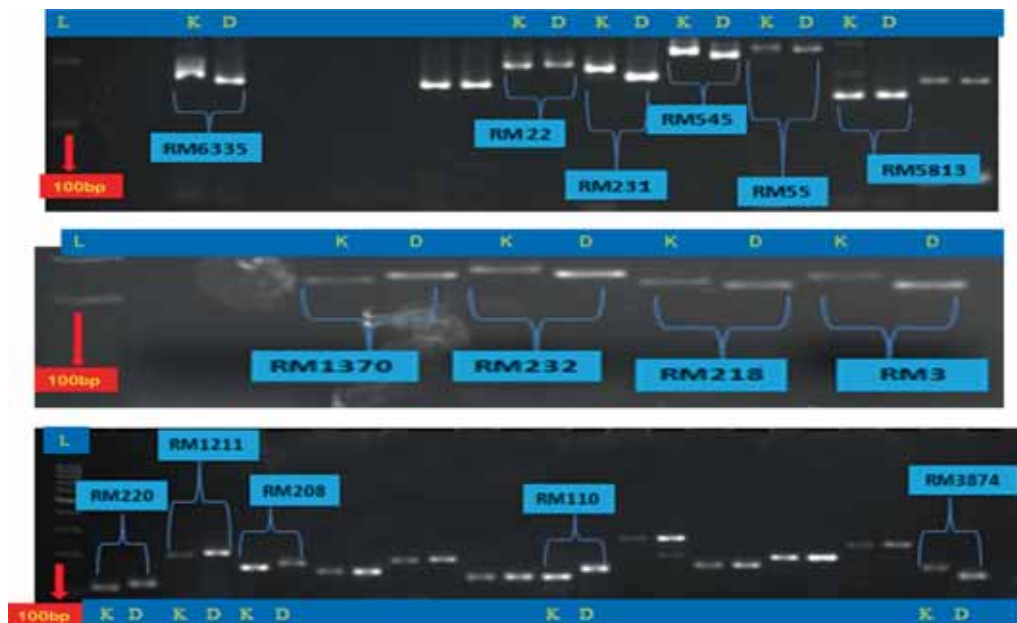 L K D K D K D K D K D K D
RM6335 RM22 RM231 RM545 RM55 RM5813
100bp
L K D K D K D K D
RM1370 RM232 RM218 RM3
100bp
L
RM220 RM1211 RM208 RM110 RM3874
100bp K D K D K D K D K D